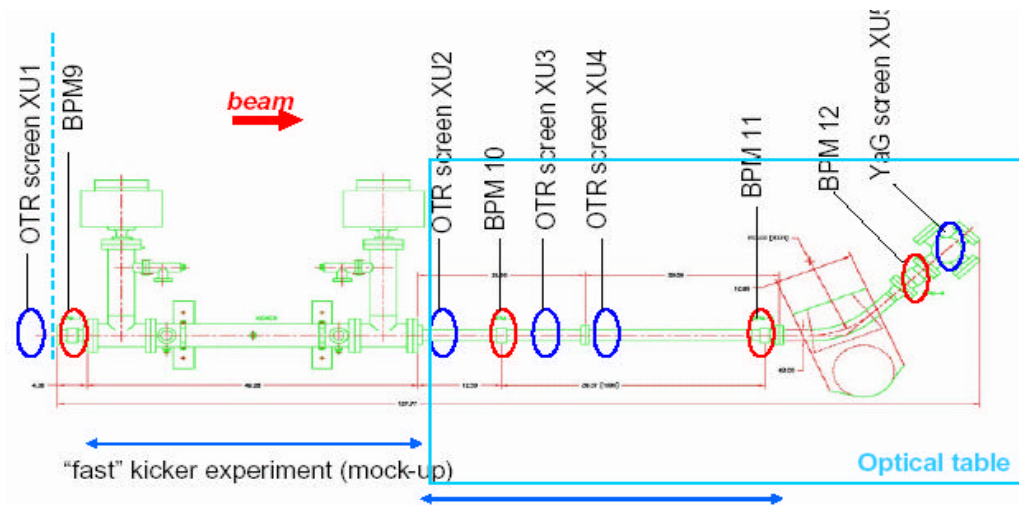 OTR screen XU1
BPM9
beam
OTR screen XU2
BPM 10
OTR screen XU3
OTR screen XU4
BPM 11
BPM 12
YaG screen XU5
"fast" kicker experiment (mock-up)
Optical table